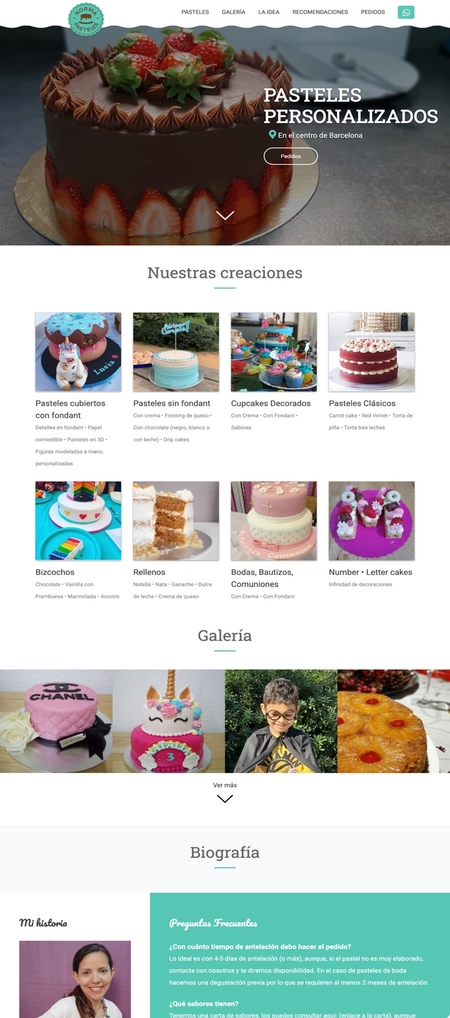 NORMA
PASTELES
PASTELES GALERÍA LA IDEA RECOMENDACIONES PEDIDOS
PASTELES
PERSONALIZADOS
En el centro de Barcelona
Pedidos
Nuestras creaciones
Pasteles cubiertos
con fondant
Detalles en fondant • Papel
comestible • Pasteles en 3D •
Figuras modeladas a mano,
personalizadas
Pasteles sin fondant
Con crema • Frosting de queso •
Con chocolate (negro, blanco o
con leche) • Drip cakes
Cupcakes Decorados
Con Crema • Con Fondant •
Sabores
Pasteles Clásicos
Carrot cake • Red Velvet • Torta de
piña • Torta tres leches
Bizcochos
Chocolate • Vainilla con
Frambuesa • Marmolada • Arcoiris
Rellenos
Nutella • Nata • Ganache • Dulce
de leche • Crema de queso
Bodas, Bautizos,
Comuniones
Con Crema • Con Fondant
Number • Letter cakes
Infinidad de decoraciones
Galería
CHANEL
3
Ver más
Biografía
Mi historia
Preguntas Frecuentes
¿Con cuánto tiempo de antelación debo hacer el pedido?
Lo ideal es con 4-5 días de antelación (o más), aunque, si el pastel no es muy elaborado,
contacta con nosotros y te diremos disponibilidad. En el caso de pasteles de boda
hacemos una degustación previa por lo que se requieren al menos 2 meses de antelación.
¿Qué sabores tienen?
Tenemos una carta de sabores, los puedes consultar aquí: (enlace a la carta), aunque